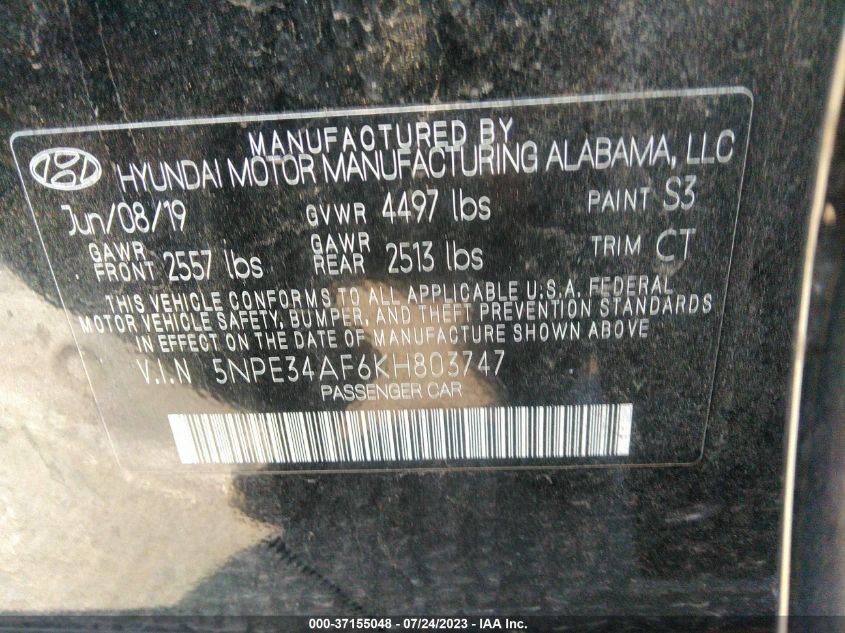 MANUFACTURED BY
HYUNDAI MOTOR MANUFACTURING ALABAMA, LLC
Jun/08/19 GVWR 4497 lbs PAINT S3
GAWR FRONT 2557 lbs GAWR REAR 2513 lbs TRIM CT
THIS VEHICLE CONFORMS TO ALL APPLICABLE U.S.A. FEDERAL
MOTOR VEHICLE SAFETY, BUMPER, AND THEFT PREVENTION STANDARDS
IN EFFECT ON THE DATE OF MANUFACTURE SHOWN ABOVE
V.I.N 5NPE34AF6KH803747
PASSENGER CAR
000-37155048 - 07/24/2023 - IAA Inc.